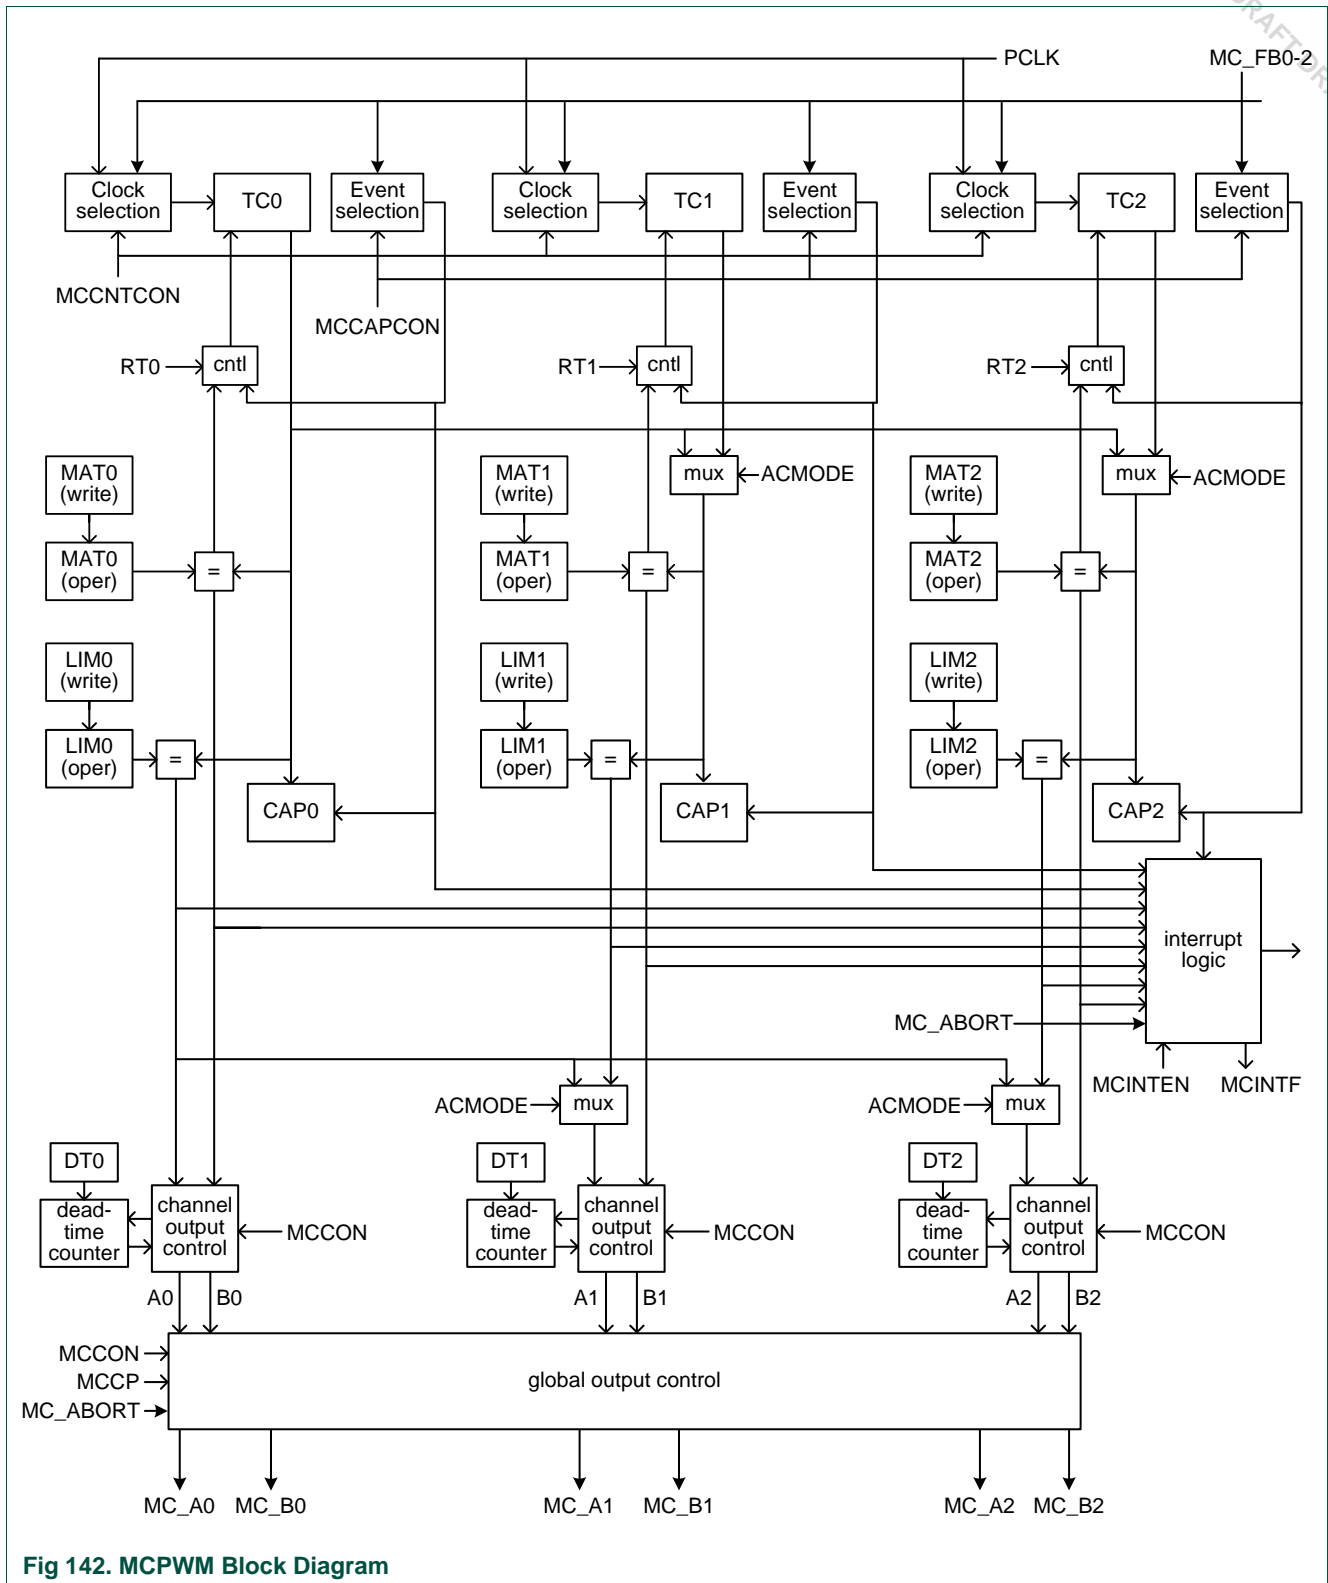 DRAFT DRA
PCLK
MC_FB0-2
Clock
selection
TC0
Event
selection
Clock
selection
TC1
Event
selection
Clock
selection
TC2
Event
selection
MCCNTCON
MCCAPCON
RT0
cntl
RT1
cntl
RT2
cntl
MAT0
(write)
MAT1
(write)
mux
ACMODE
MAT2
(write)
mux
ACMODE
MAT0
(oper)
=
MAT1
(oper)
=
MAT2
(oper)
=
LIM0
(write)
LIM1
(write)
LIM2
(write)
LIM0
(oper)
=
LIM1
(oper)
=
LIM2
(oper)
=
CAP0
CAP1
CAP2
interrupt
logic
MC_ABORT
MCINTEN
MCINTF
ACMODE
mux
ACMODE
mux
DT0
DT1
DT2
dead-
time
counter
channel
output
control
MCCON
dead-
time
counter
channel
output
control
MCCON
dead-
time
counter
channel
output
control
MCCON
A0
B0
A1
B1
A2
B2
MCCON
MCCP
MC_ABORT
global output control
MC_A0
MC_B0
MC_A1
MC_B1
MC_A2
MC_B2
Fig 142. MCPWM Block Diagram